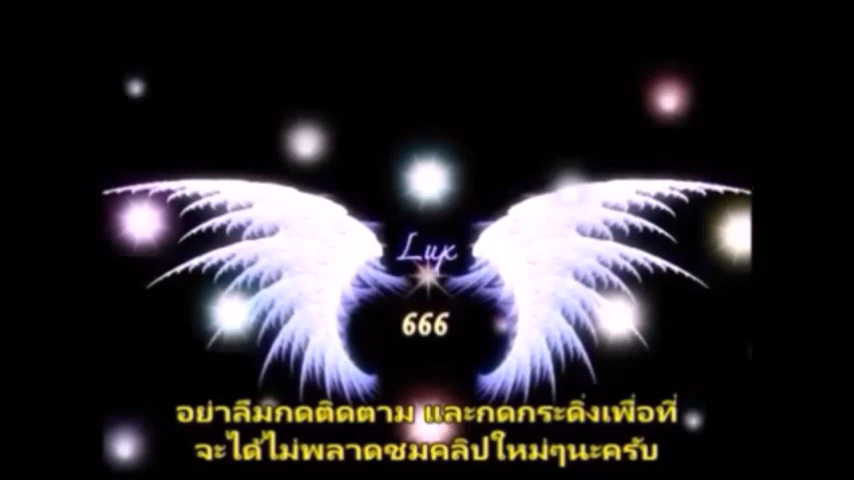 Lux
666
อย่าลืมกดติดตาม และกดกระดิ่งเพื่อที่
จะได้ไม่พลาดชมคลิปใหม่ๆนะครับ